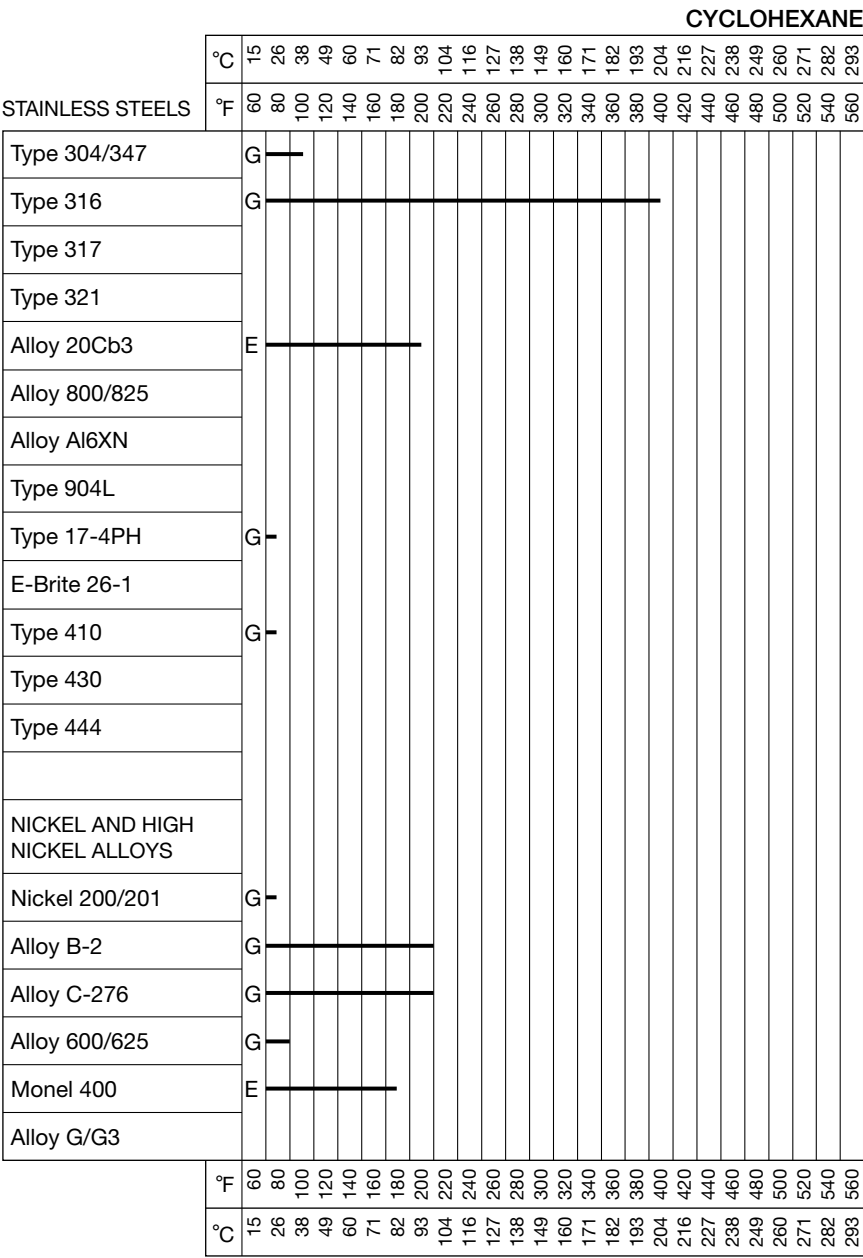 CYCLOHEXANE
°C 15 26 38 49 60 71 82 93 104 116 127 138 149 160 171 182 193 204 216 227 238 249 260 271 282 293
STAINLESS STEELS °F 60 80 100 120 140 160 180 200 220 240 260 280 300 320 340 360 380 400 420 440 460 480 500 520 540 560
Type 304/347 G
Type 316 G
Type 317
Type 321
Alloy 20Cb3 E
Alloy 800/825
Alloy Al6XN
Type 904L
Type 17-4PH G
E-Brite 26-1
Type 410 G
Type 430
Type 444
NICKEL AND HIGH
NICKEL ALLOYS
Nickel 200/201 G
Alloy B-2 G
Alloy C-276 G
Alloy 600/625 G
Monel 400 E
Alloy G/G3
°F 60 80 100 120 140 160 180 200 220 240 260 280 300 320 340 360 380 400 420 440 460 480 500 520 540 560
°C 15 26 38 49 60 71 82 93 104 116 127 138 149 160 171 182 193 204 216 227 238 249 260 271 282 293